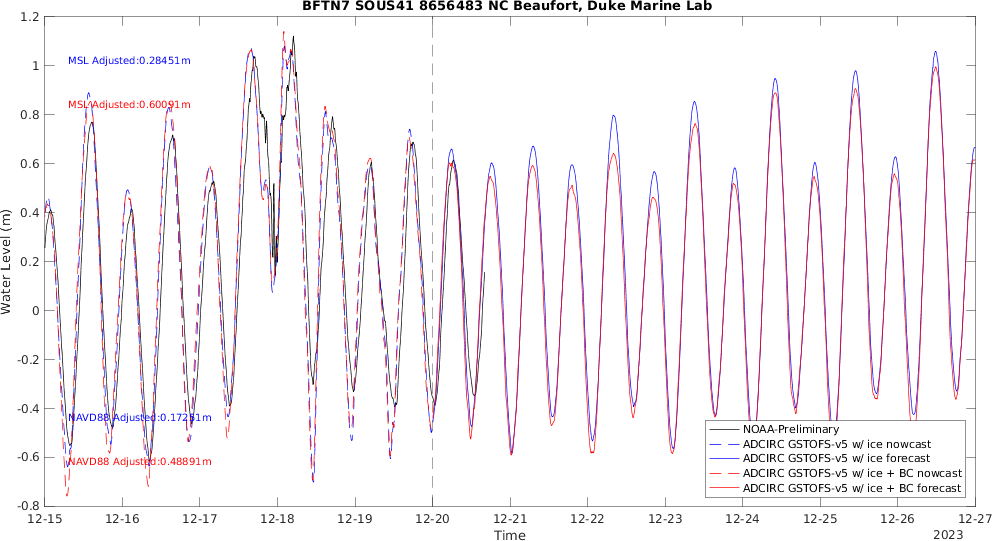 BFTN7 SOUS41 8656483 NC Beaufort, Duke Marine Lab
1.2
1
0.8
0.6
0.4
0.2
0
-0.2
-0.4
-0.6
-0.8
Water Level (m)
MSL Adjusted:0.28451m
MSL Adjusted:0.60091m
NAVD88 Adjusted:0.17251m
NAVD88 Adjusted:0.48891m
NOAA-Preliminary
ADCIRC GSTOFS-v5 w/ ice nowcast
ADCIRC GSTOFS-v5 w/ ice forecast
ADCIRC GSTOFS-v5 w/ ice + BC nowcast
ADCIRC GSTOFS-v5 w/ ice + BC forecast
12-15 12-16 12-17 12-18 12-19 12-20 12-21 12-22 12-23 12-24 12-25 12-26 12-27
Time
2023